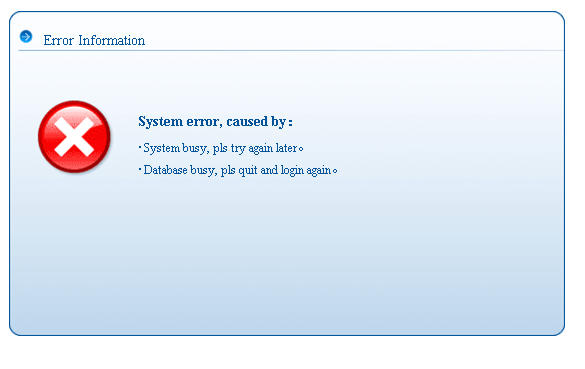 Error Information
System error, caused by：
·System busy, pls try again later。
·Database busy, pls quit and login again。